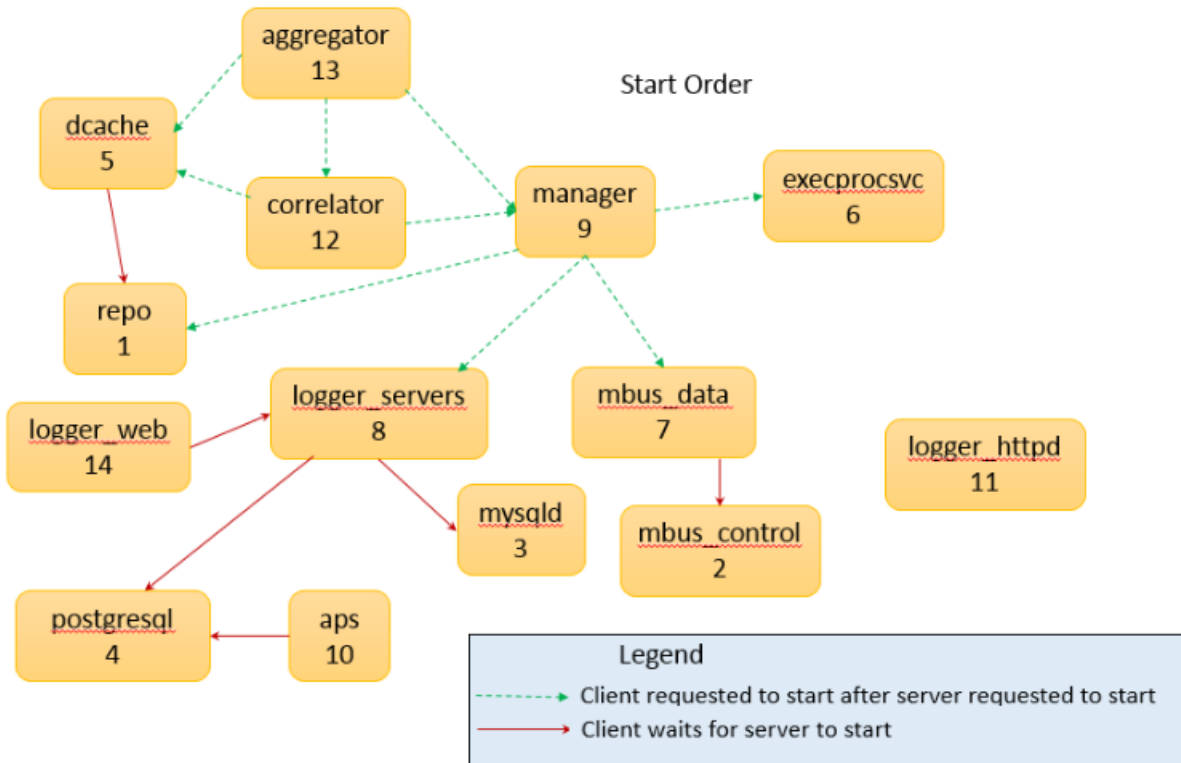 aggregator
13
Start Order
dcache
5
correlator
12
manager
9
execprocsvc
6
repo
1
logger_servers
8
mbus_data
7
logger_web
14
logger_httpd
11
mysqld
3
mbus_control
2
postgresql
4
aps
10
Legend
Client requested to start after server requested to start
Client waits for server to start